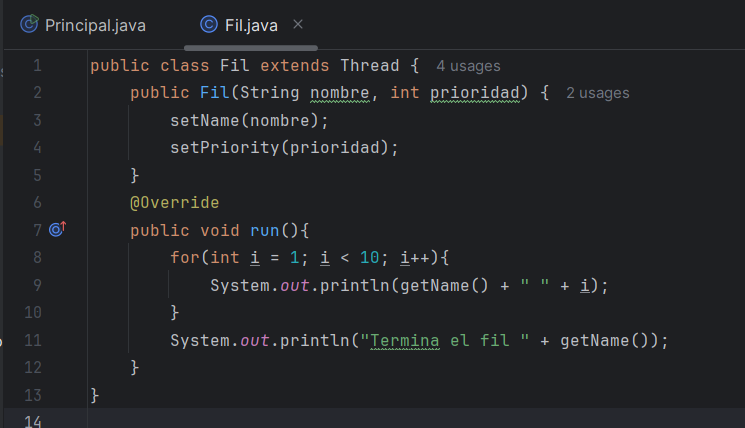 Principal.java
Fil.java
1 public class Fil extends Thread { 4 usages
2 public Fil(String nombre, int prioridad) { 2 usages
3 setName(nombre);
4 setPriority(prioridad);
5 }
6 @Override
7 public void run(){
8 for(int i = 1; i < 10; i++){
9 System.out.println(getName() + " " + i);
10 }
11 System.out.println("Termina el fil " + getName());
12 }
13 }
14